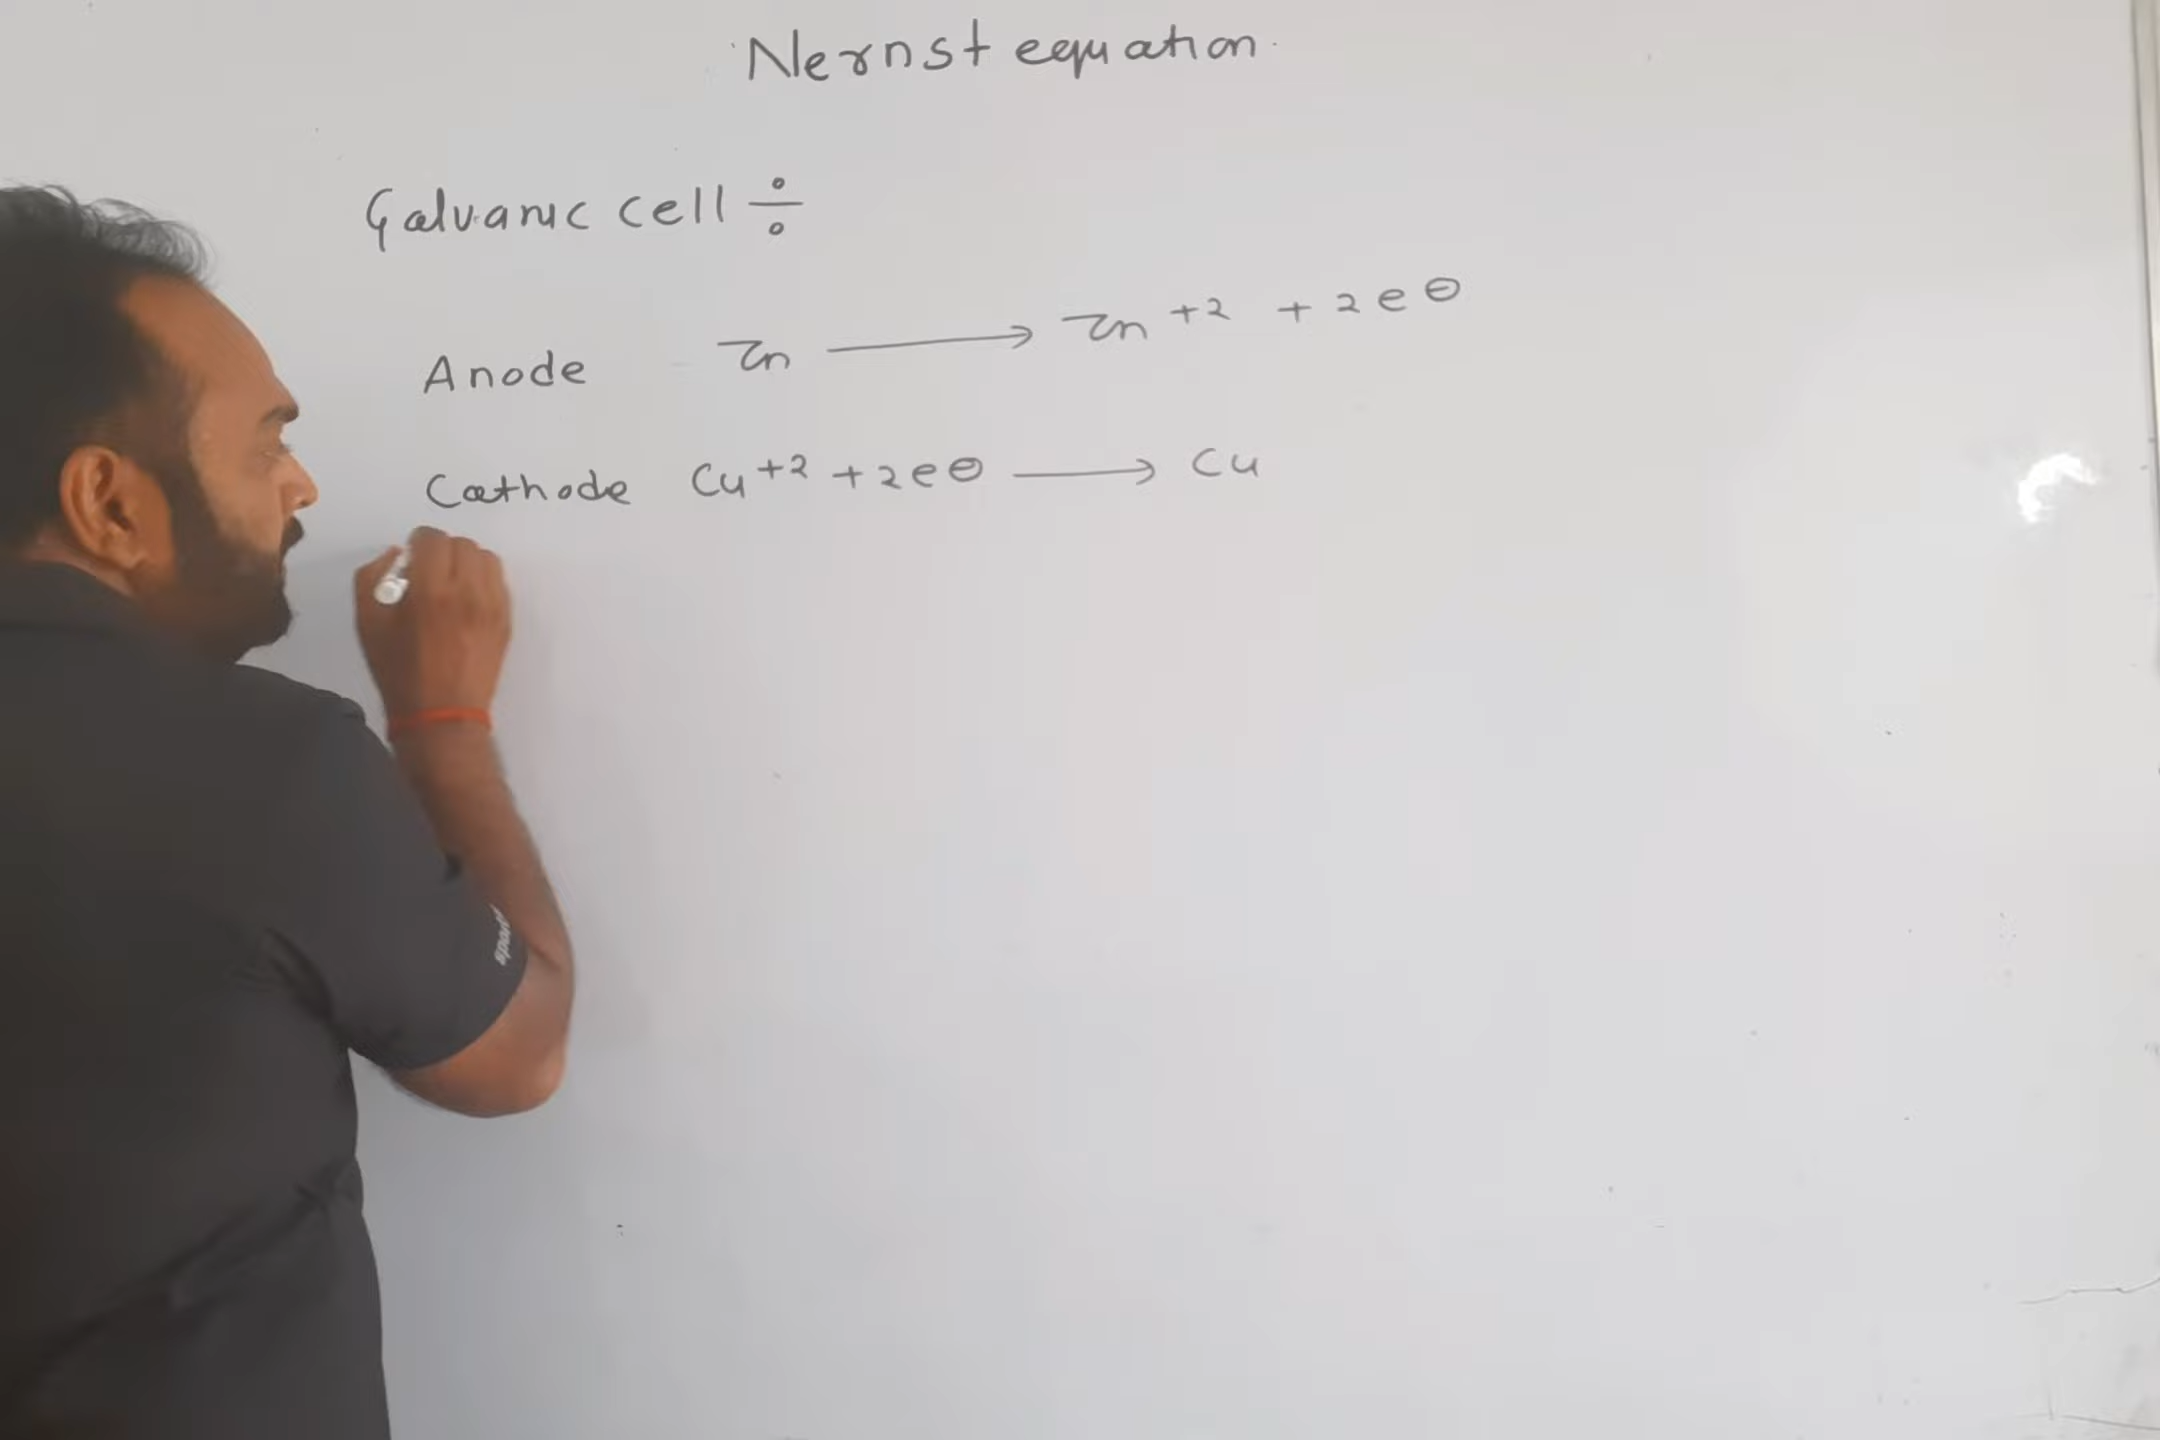 Nernst equation
Galvanic cell ÷
Anode Zn ⟶ Zn⁺² + 2e⊖
Cathode Cu⁺² + 2e⊖ ⟶ Cu